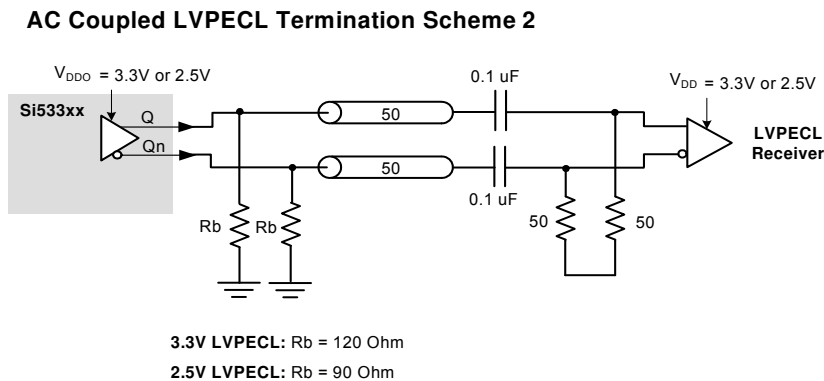 AC Coupled LVPECL Termination Scheme 2
VDDO = 3.3V or 2.5V
0.1 uF
VDD = 3.3V or 2.5V
Si533xx
Q
50
LVPECL
Receiver
Qn
50
0.1 uF
Rb
Rb
50
50
3.3V LVPECL: Rb = 120 Ohm
2.5V LVPECL: Rb = 90 Ohm